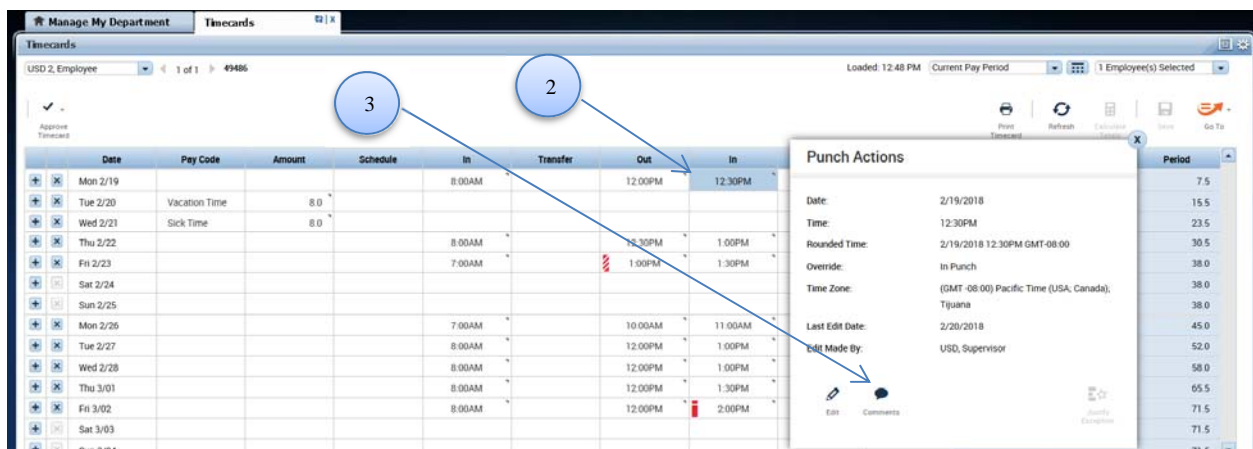 Manage My Department Timecards
Timecards
USD 2, Employee 1 of 1 49486 Loaded: 12:48 PM Current Pay Period 1 Employee(s) Selected
2
3
Approve Timecard Print Timecard Refresh Calculate Totals Save Go To
x
Date Pay Code Amount Schedule In Transfer Out In Period
Mon 2/19 8:00AM 12:00PM 12:30PM 7.5
Tue 2/20 Vacation Time 8.0 15.5
Wed 2/21 Sick Time 8.0 23.5
Thu 2/22 8:00AM 12:30PM 1:00PM 30.5
Fri 2/23 7:00AM 1:00PM 1:30PM 38.0
Sat 2/24 38.0
Sun 2/25 38.0
Mon 2/26 7:00AM 10:00AM 11:00AM 45.0
Tue 2/27 8:00AM 12:00PM 1:00PM 52.0
Wed 2/28 8:00AM 12:00PM 1:00PM 58.0
Thu 3/01 8:00AM 12:00PM 1:30PM 65.5
Fri 3/02 8:00AM 12:00PM 2:00PM 71.5
Sat 3/03 71.5
Punch Actions
Date: 2/19/2018
Time: 12:30PM
Rounded Time: 2/19/2018 12:30PM GMT-08:00
Override: In Punch
Time Zone: (GMT -08:00) Pacific Time (USA; Canada);
Tijuana
Last Edit Date: 2/20/2018
Edit Made By: USD, Supervisor
Edit Comments Justify
Exception